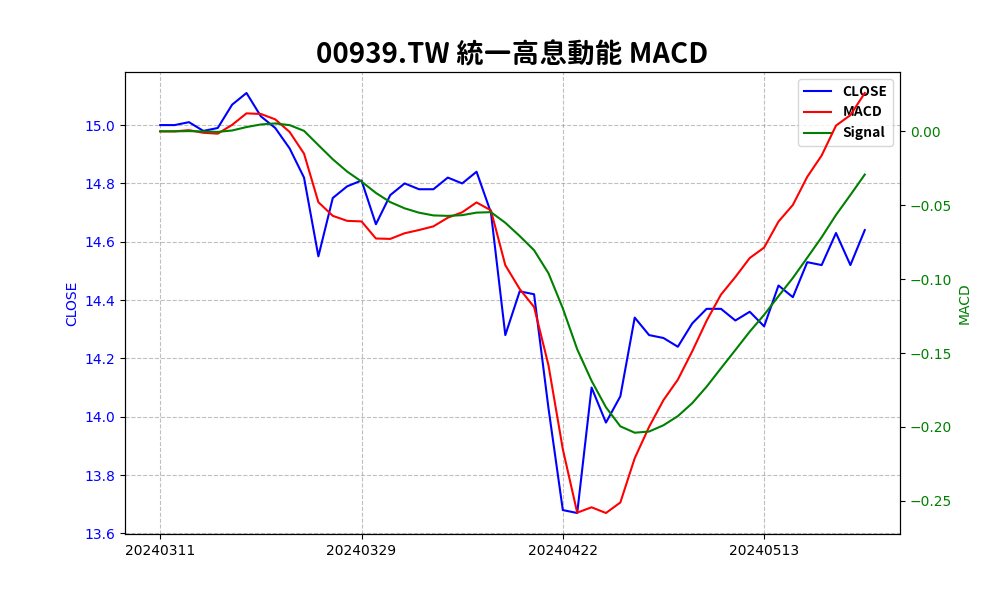 00939.TW 統一高息動能 MACD
CLOSE
MACD
Signal
15.0
14.8
14.6
14.4
14.2
14.0
13.8
13.6
CLOSE
0.00
−0.05
−0.10
−0.15
−0.20
−0.25
MACD
20240311 20240329 20240422 20240513